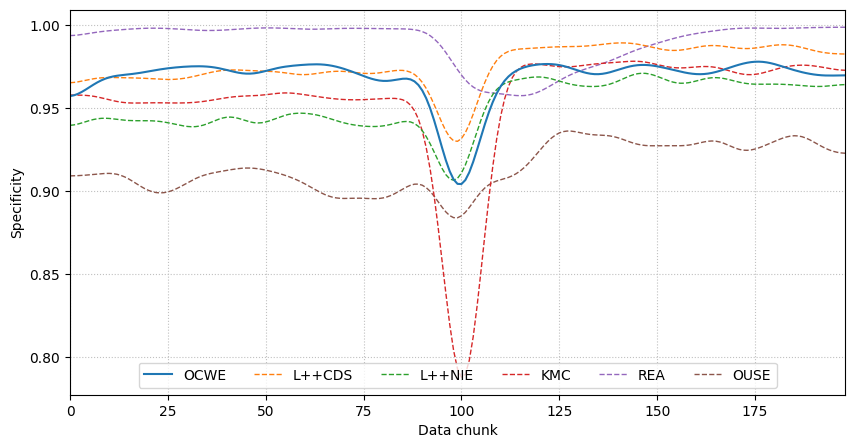 1.00
0.95
0.90
0.85
0.80
Specificity
OCWE L++CDS L++NIE KMC REA OUSE
0 25 50 75 100 125 150 175
Data chunk